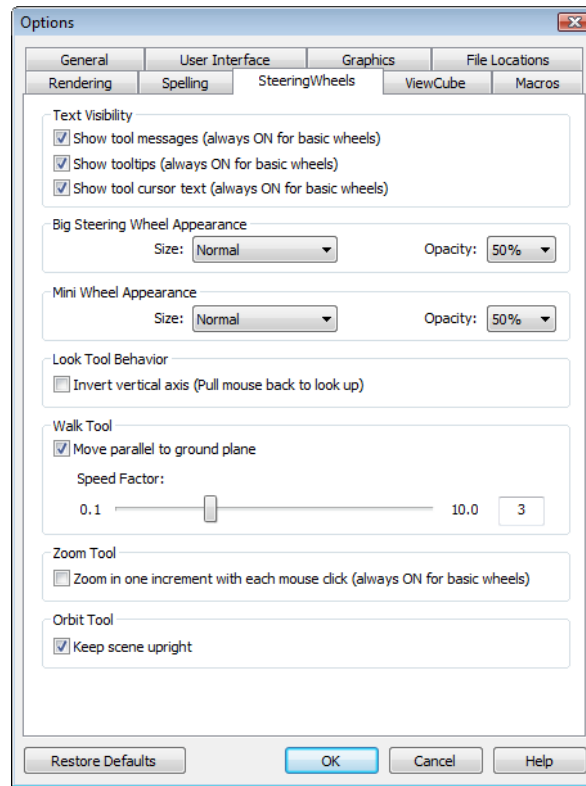 Options
General User Interface Graphics File Locations
Rendering Spelling SteeringWheels ViewCube Macros
Text Visibility
Show tool messages (always ON for basic wheels)
Show tooltips (always ON for basic wheels)
Show tool cursor text (always ON for basic wheels)
Big Steering Wheel Appearance
Size: Normal Opacity: 50%
Mini Wheel Appearance
Size: Normal Opacity: 50%
Look Tool Behavior
Invert vertical axis (Pull mouse back to look up)
Walk Tool
Move parallel to ground plane
Speed Factor:
0.1 10.0 3
Zoom Tool
Zoom in one increment with each mouse click (always ON for basic wheels)
Orbit Tool
Keep scene upright
Restore Defaults OK Cancel Help